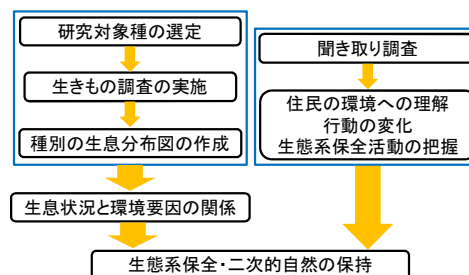 研究対象種の選定
生きもの調査の実施
種別の生息分布図の作成
生息状況と環境要因の関係
聞き取り調査
住民の環境への理解
行動の変化
生態系保全活動の把握
生態系保全・二次的自然の保持